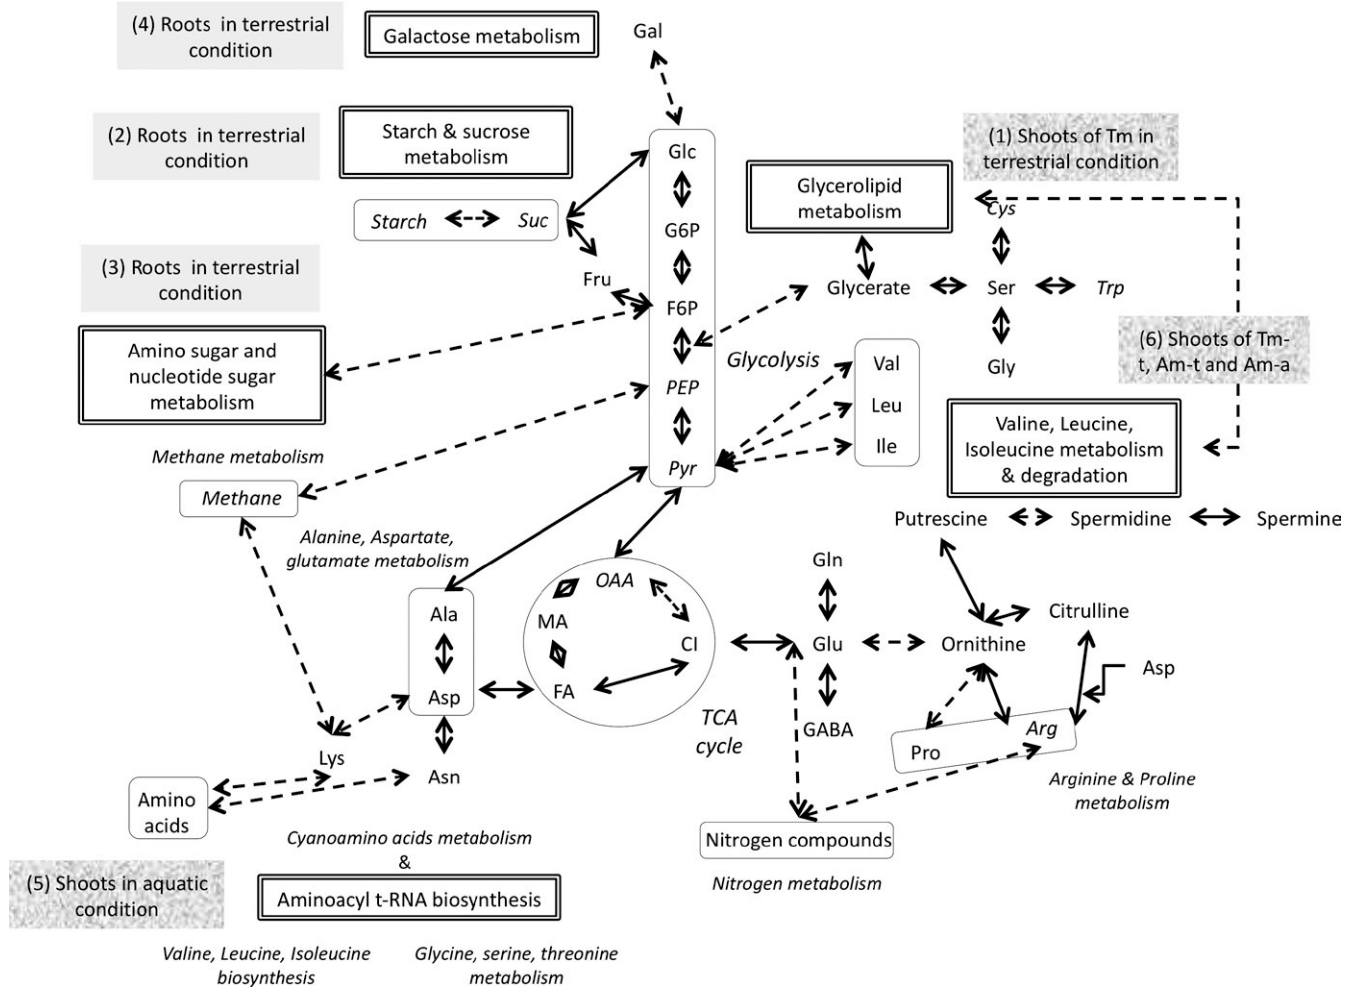 (4) Roots in terrestrial
condition
Galactose metabolism
Gal
(2) Roots in terrestrial
condition
Starch & sucrose
metabolism
Glc
(1) Shoots of Tm in
terrestrial condition
Glycerolipid
metabolism
Starch
Suc
G6P
Cys
(3) Roots in terrestrial
condition
Fru
F6P
Glycerate
Ser
Trp
Amino sugar and
nucleotide sugar
metabolism
PEP
Glycolysis
Val
Leu
Ile
Gly
(6) Shoots of Tm-
t, Am-t and Am-a
Valine, Leucine,
Isoleucine metabolism
& degradation
Methane metabolism
Methane
Pyr
Putrescine
Spermidine
Spermine
Alanine, Aspartate,
glutamate metabolism
Ala
Asp
Asn
OAA
MA
CI
FA
TCA
cycle
Gln
Glu
GABA
Ornithine
Citrulline
Asp
Pro
Arg
Arginine & Proline
metabolism
Lys
Amino
acids
Nitrogen compounds
Nitrogen metabolism
Cyanoamino acids metabolism
&
Aminoacyl t-RNA biosynthesis
(5) Shoots in aquatic
condition
Valine, Leucine, Isoleucine
biosynthesis
Glycine, serine, threonine
metabolism